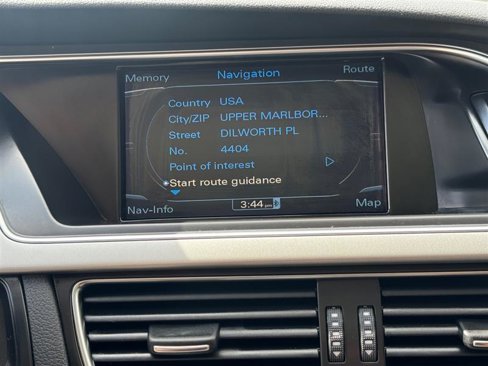 Memory Navigation Route
Country USA
City/ZIP UPPER MARLBOR...
Street DILWORTH PL
No. 4404
Point of interest
Start route guidance
Nav-Info 3:44 pm Map